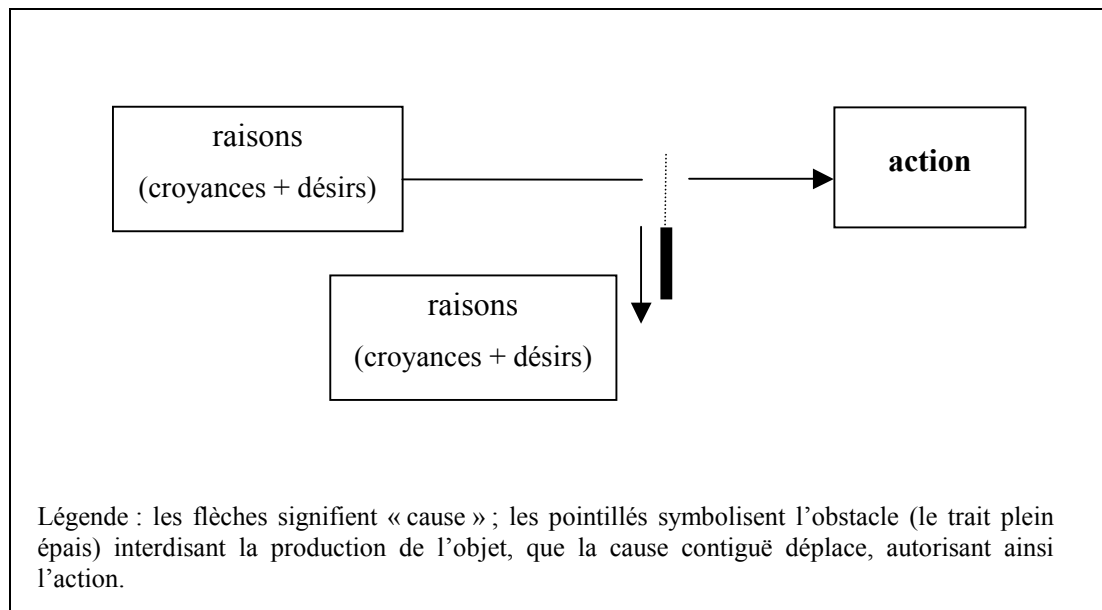 raisons
(croyances + désirs)
action
raisons
(croyances + désirs)
Légende : les flèches signifient « cause » ; les pointillés symbolisent l’obstacle (le trait plein
épais) interdisant la production de l’objet, que la cause contiguë déplace, autorisant ainsi
l’action.